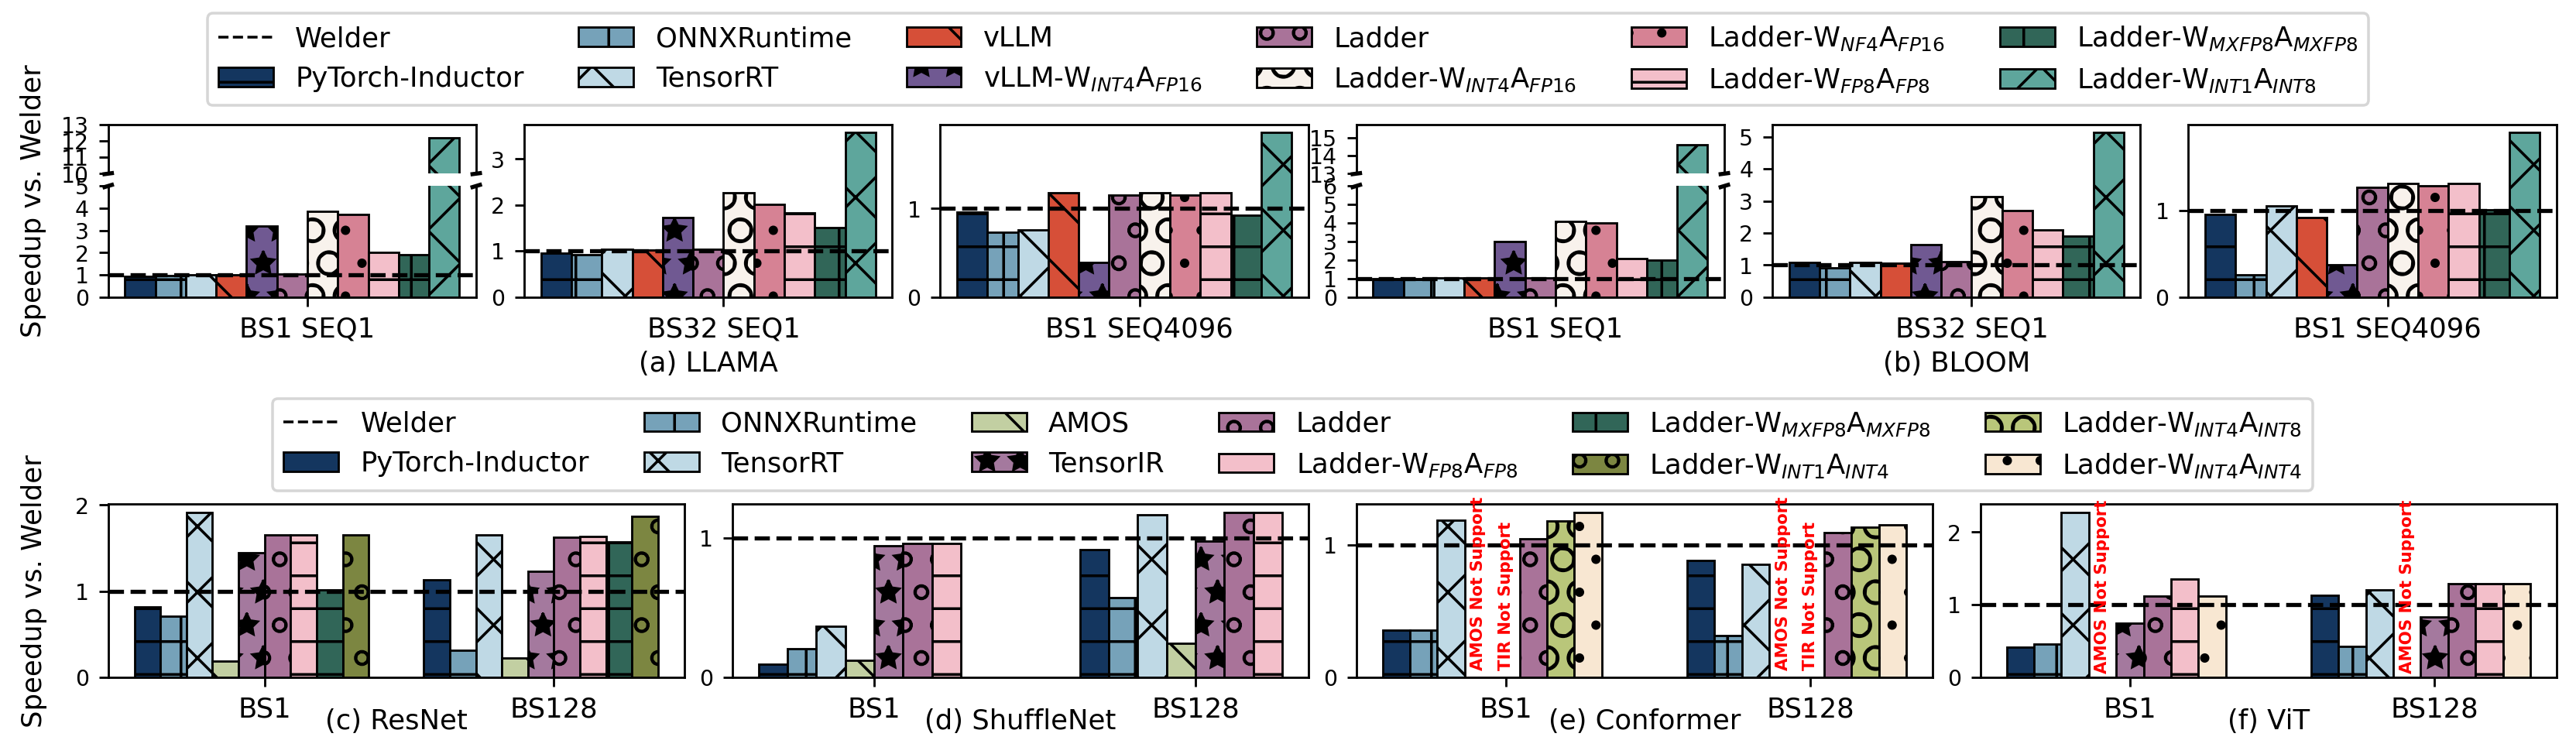 Welder
ONNXRuntime
vLLM
Ladder
Ladder-W_{NF4}A_{FP16}
Ladder-W_{MXFP8}A_{MXFP8}
PyTorch-Inductor
TensorRT
vLLM-W_{INT4}A_{FP16}
Ladder-W_{INT4}A_{FP16}
Ladder-W_{FP8}A_{FP8}
Ladder-W_{INT1}A_{INT8}
Speedup vs. Welder
13
12
11
10
5
4
3
2
1
0
BS1 SEQ1
3
2
1
0
BS32 SEQ1
1
0
BS1 SEQ4096
(a) LLAMA
15
14
13
6
5
4
3
2
1
0
BS1 SEQ1
5
4
3
2
1
0
BS32 SEQ1
1
0
BS1 SEQ4096
(b) BLOOM
Welder
ONNXRuntime
AMOS
Ladder
Ladder-W_{MXFP8}A_{MXFP8}
Ladder-W_{INT4}A_{INT8}
PyTorch-Inductor
TensorRT
TensorIR
Ladder-W_{FP8}A_{FP8}
Ladder-W_{INT1}A_{INT4}
Ladder-W_{INT4}A_{INT4}
Speedup vs. Welder
2
1
0
BS1
BS128
(c) ResNet
1
0
BS1
BS128
(d) ShuffleNet
1
0
AMOS Not Support
TIR Not Support
AMOS Not Support
TIR Not Support
BS1
BS128
(e) Conformer
2
1
0
AMOS Not Support
AMOS Not Support
BS1
BS128
(f) ViT